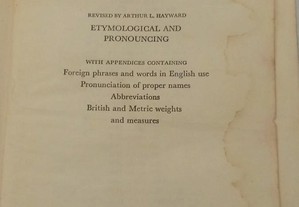 REVISED BY ARTHUR L. HAYWARD
ETYMOLOGICAL AND
PRONOUNCING
WITH APPENDICES CONTAINING
Foreign phrases and words in English use
Pronunciation of proper names
Abbreviations
British and Metric weights
and measures